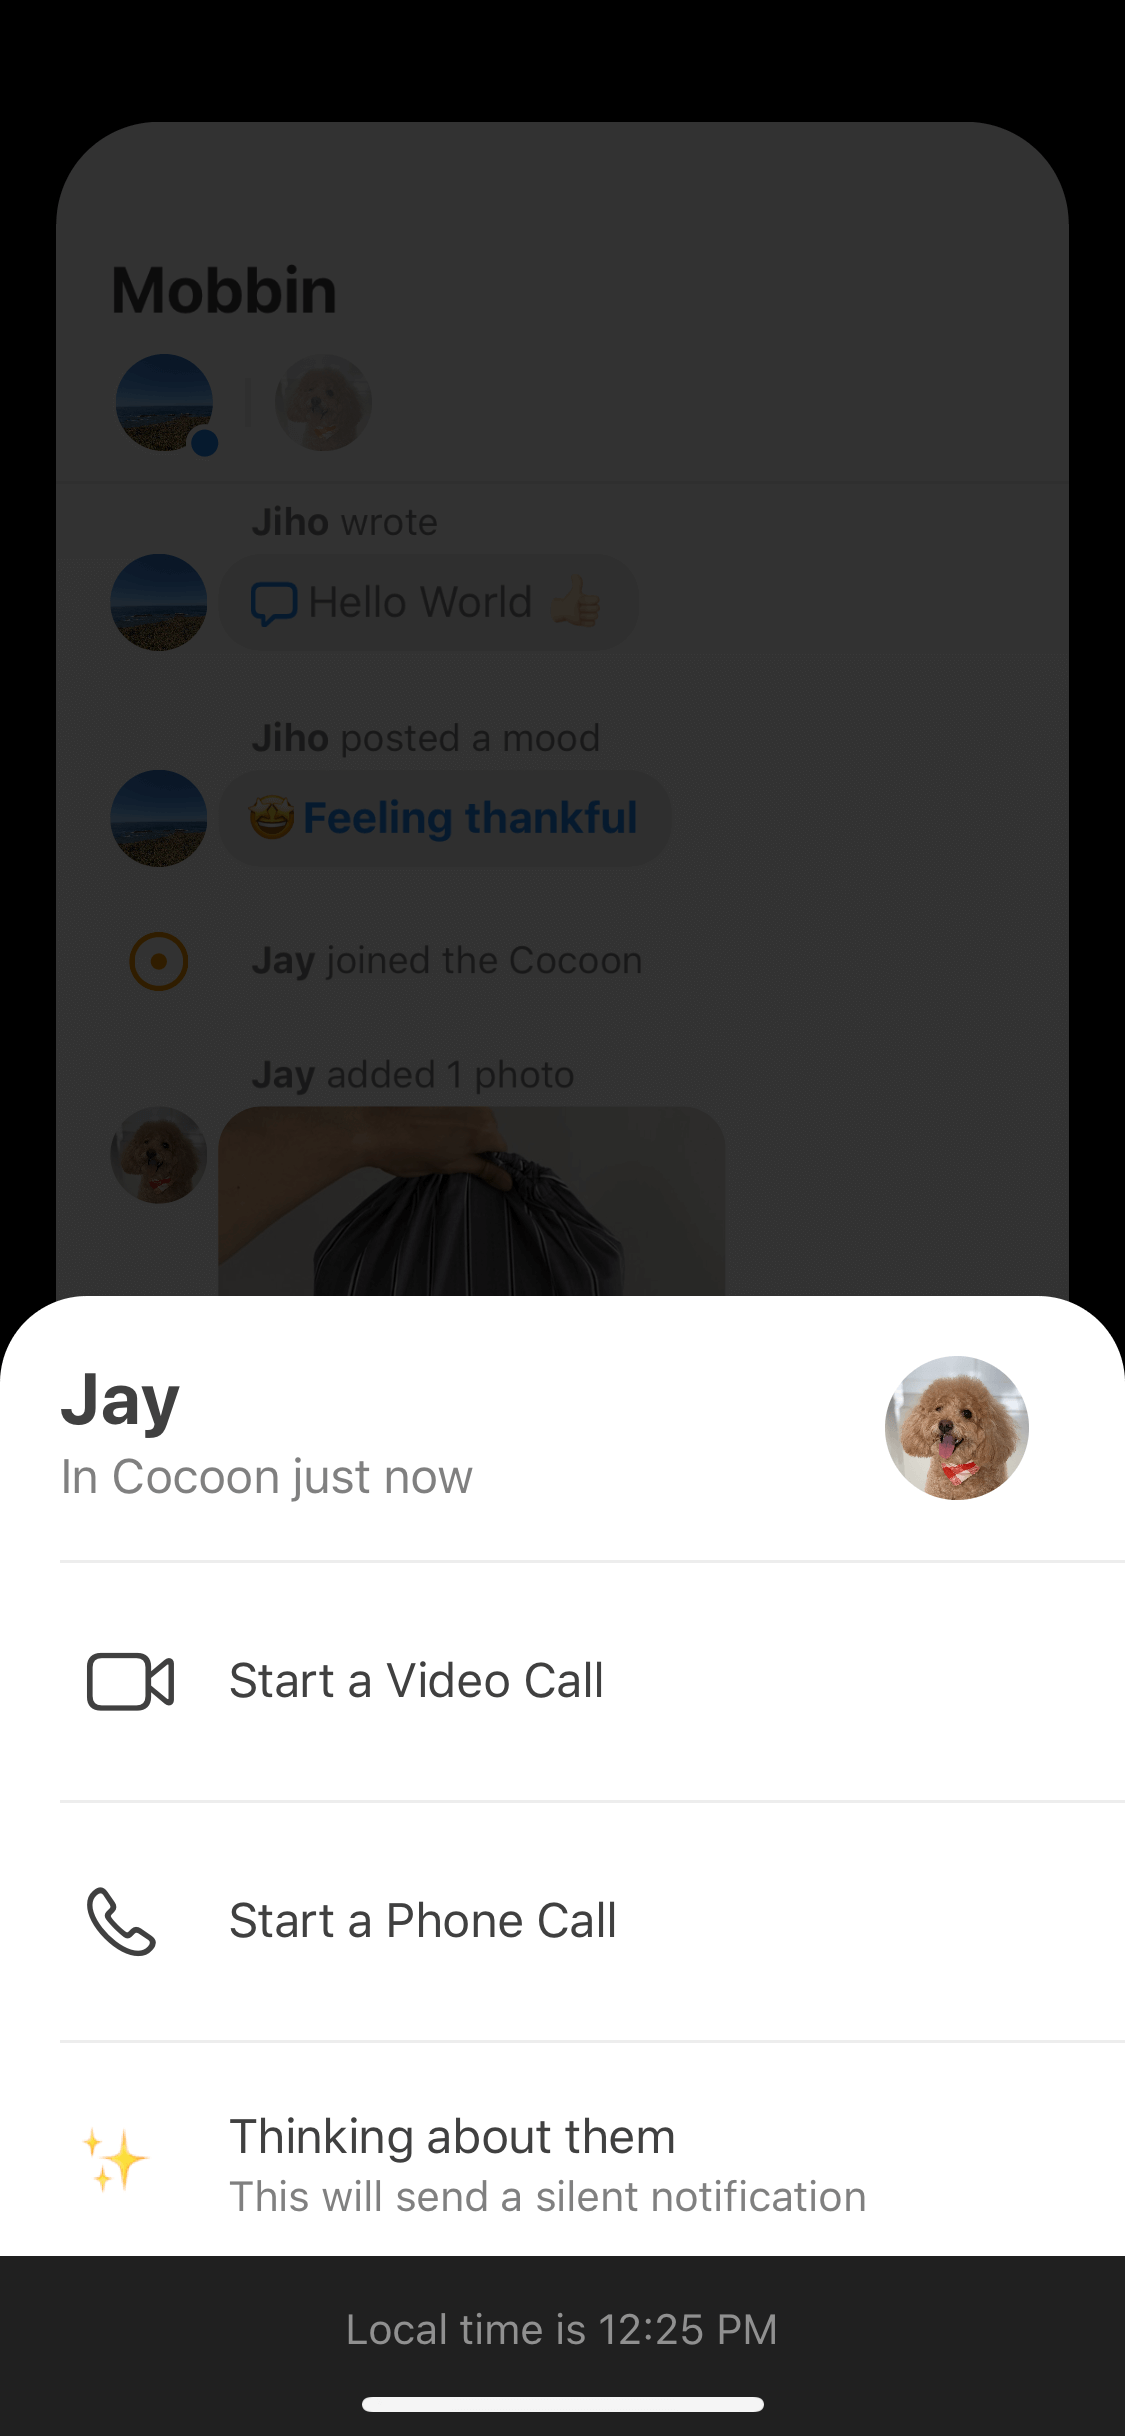 Mobbin
Jiho wrote
Hello World 👍🏻
Jiho posted a mood
🤩 Feeling thankful
Jay joined the Cocoon
Jay added 1 photo
Jay
In Cocoon just now
Start a Video Call
Start a Phone Call
Thinking about them
This will send a silent notification
Local time is 12:25 PM